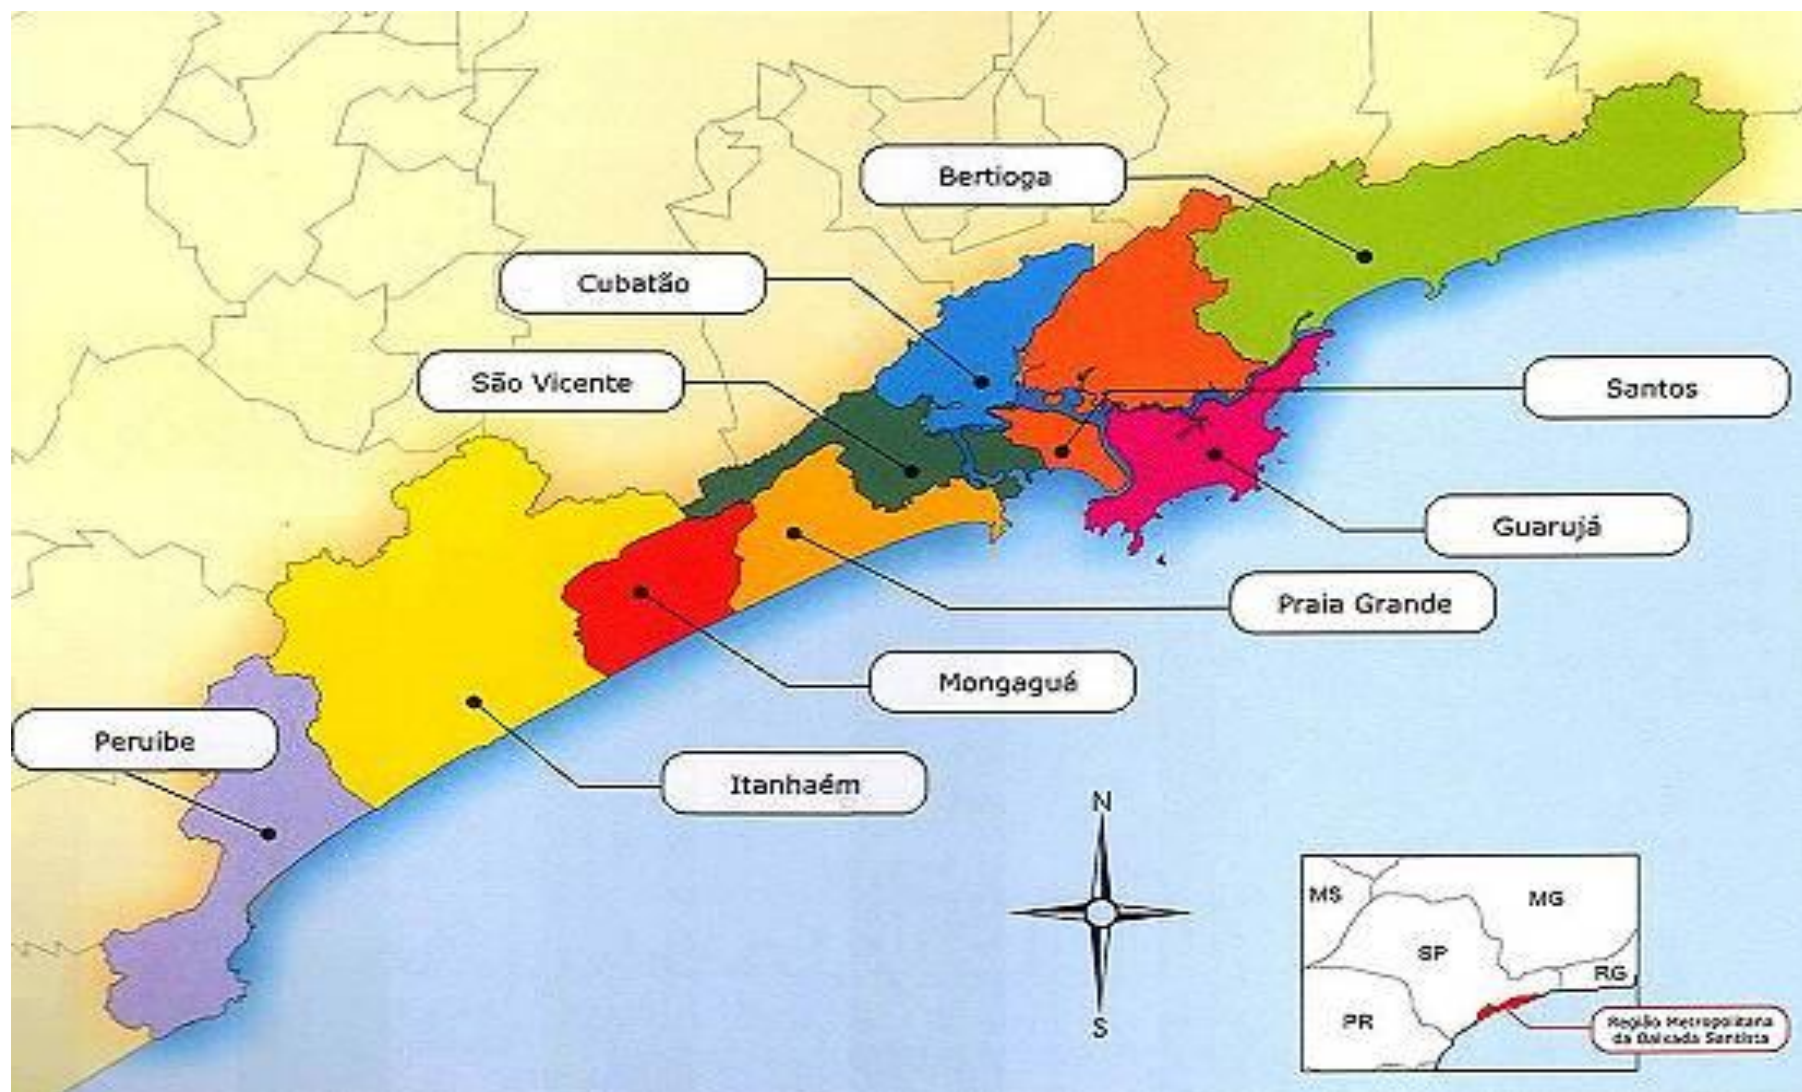 Bertioga
Cubatão
São Vicente
Santos
Guarujá
Praia Grande
Mongaguá
Peruibe
Itanhaém
N
S
MS
MG
SP
RG
PR
Região Metropolitana
da Baixada Santista